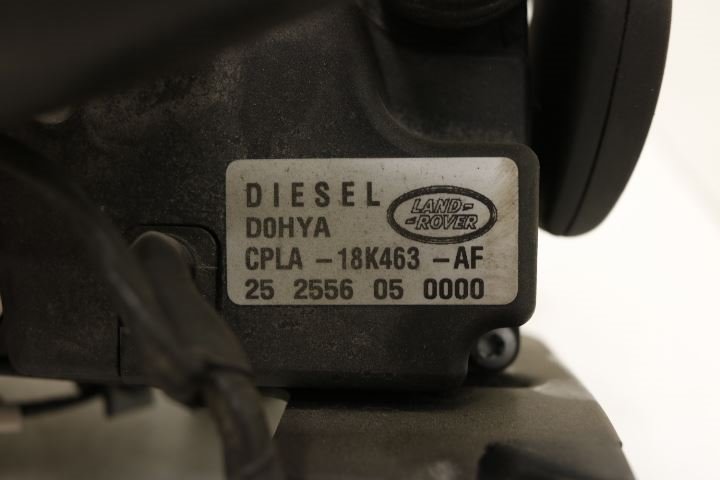 DIESEL
LAND-
-ROVER
DOHYA
CPLA -18K463 -AF
25 2556 05 0000